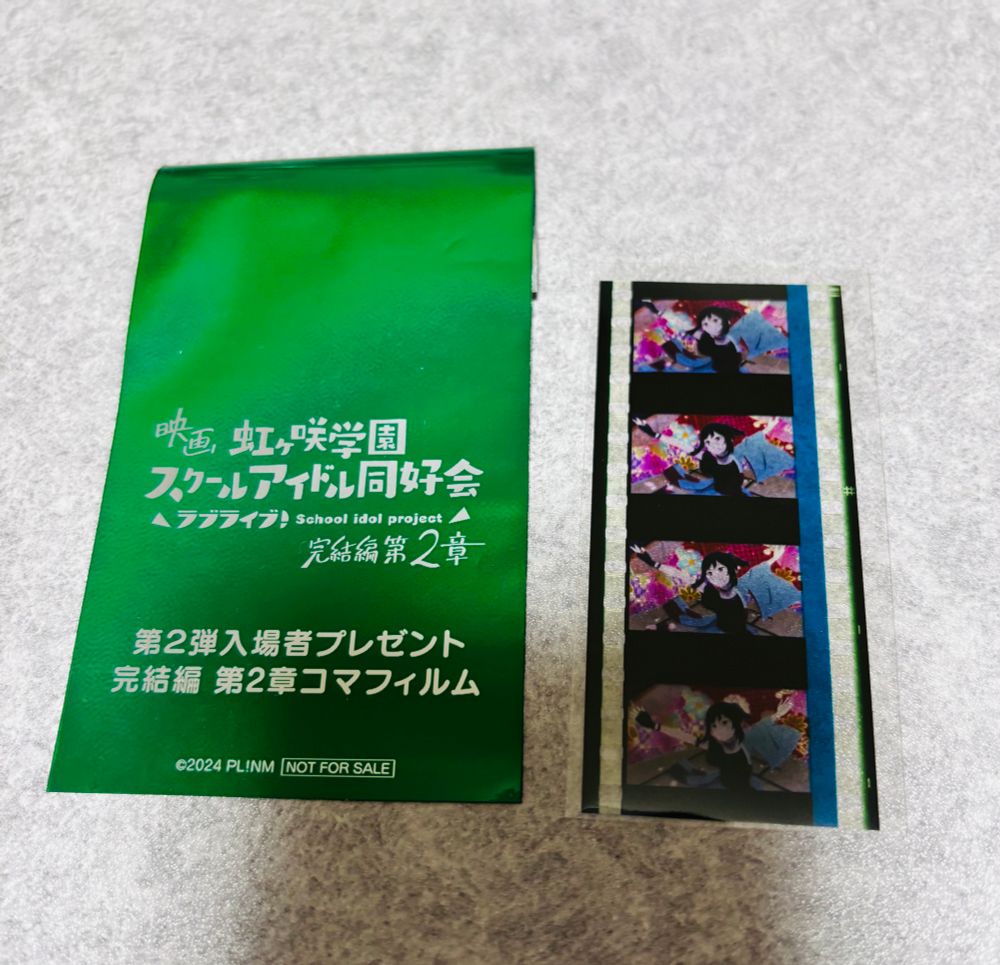 映画 虹ヶ咲学園
スクールアイドル同好会
ラブライブ! School idol project
完結編 第2章
第2弾入場者プレゼント
完結編 第2章コマフィルム
©2024 PL!NM NOT FOR SALE